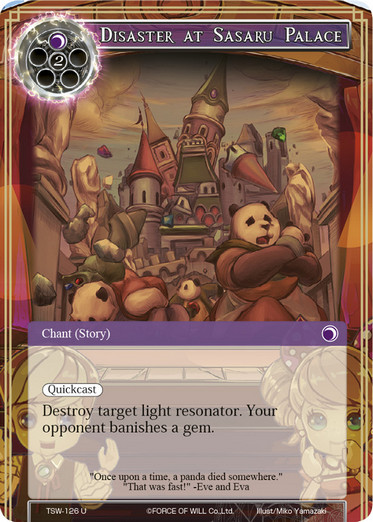 Disaster at Sasaru Palace
2
Chant (Story)
Quickcast
Destroy target light resonator. Your
opponent banishes a gem.
"Once upon a time, a panda died somewhere."
"That was fast!" -Eve and Eva
TSW-126 U ©FORCE OF WILL Co.,Ltd. Illust/Miko Yamazaki